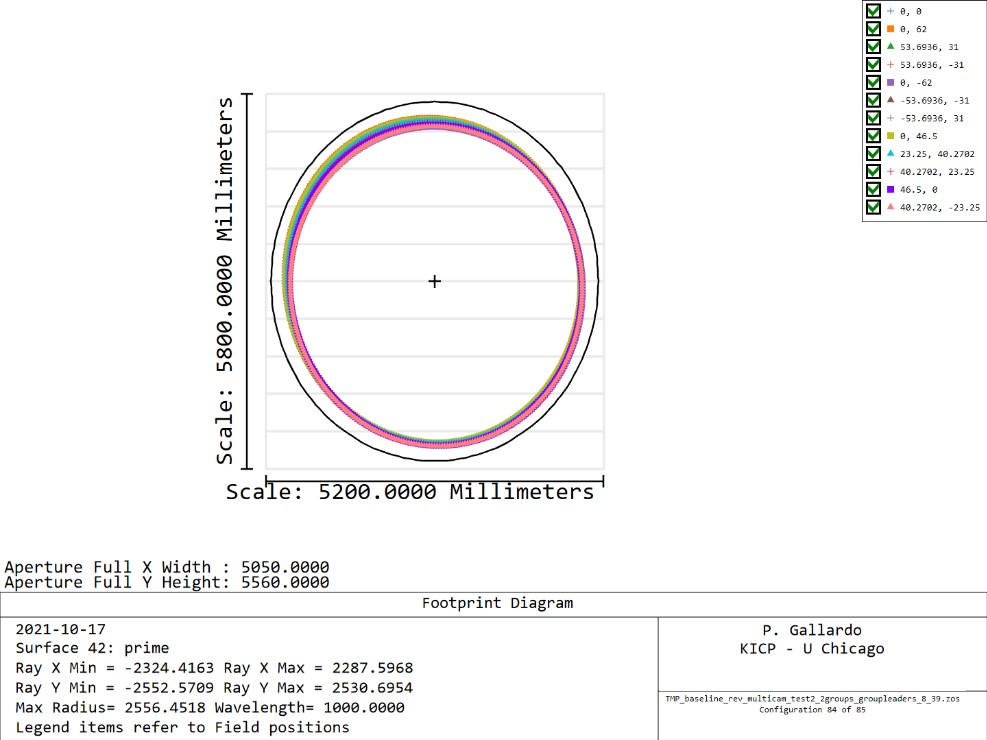 0, 0
0, 62
53.6936, 31
53.6936, -31
0, -62
-53.6936, -31
-53.6936, 31
0, 46.5
23.25, 40.2702
40.2702, 23.25
46.5, 0
40.2702, -23.25
Scale: 5800.0000 Millimeters
Scale: 5200.0000 Millimeters
Aperture Full X Width : 5050.0000
Aperture Full Y Height: 5560.0000
Footprint Diagram
2021-10-17
Surface 42: prime
Ray X Min = -2324.4163 Ray X Max = 2287.5968
Ray Y Min = -2552.5709 Ray Y Max = 2530.6954
Max Radius= 2556.4518 Wavelength= 1000.0000
Legend items refer to Field positions
P. Gallardo
KICP - U Chicago
TMP_baseline_rev_multicam_test2_2groups_groupleaders_8_39.zos
Configuration 84 of 85